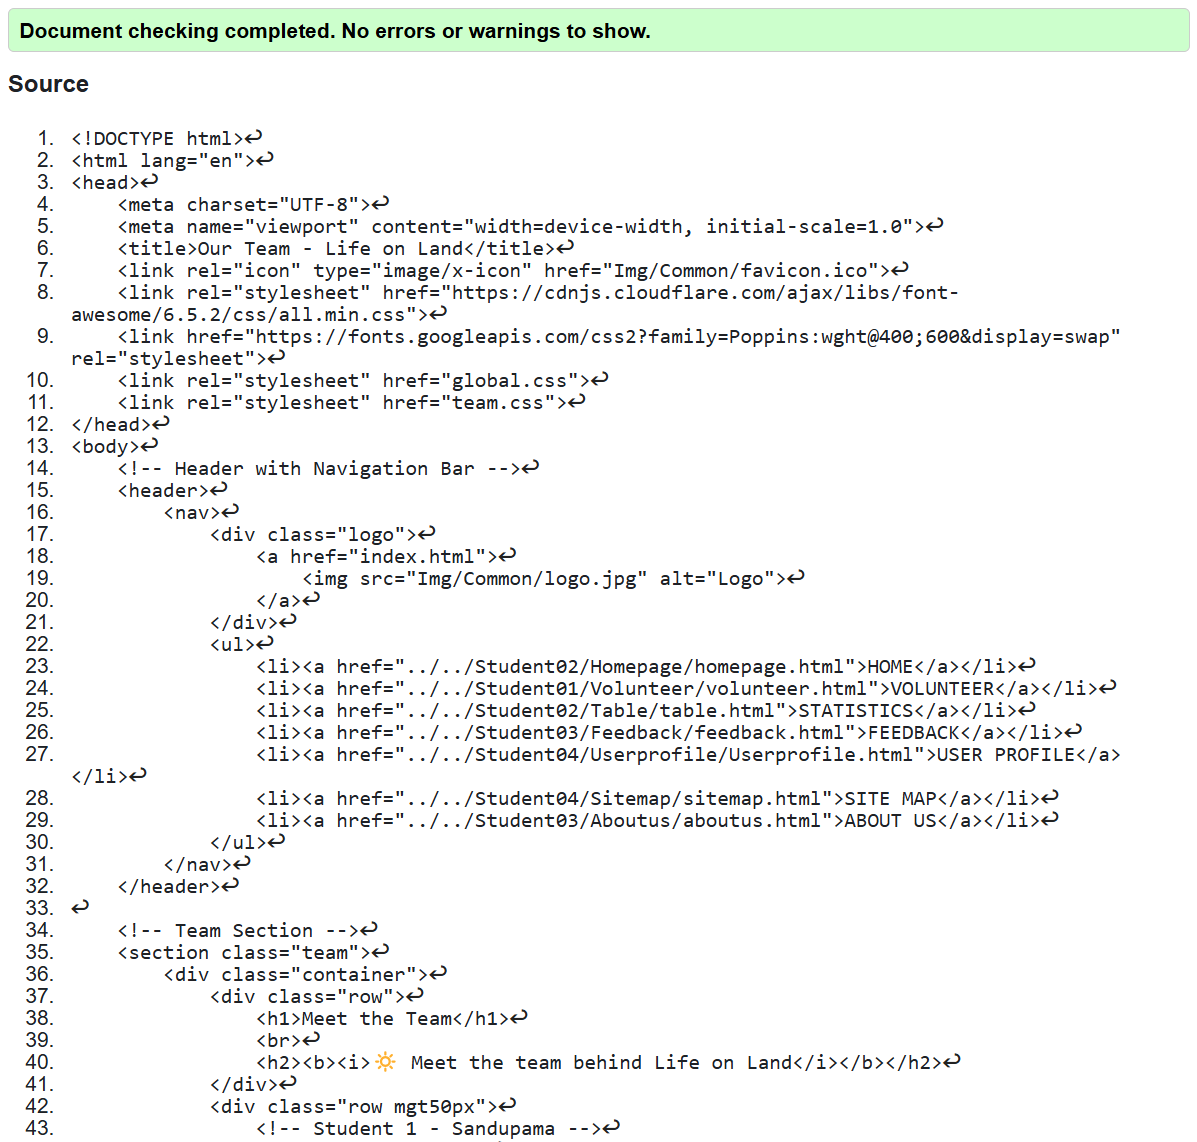 Document checking completed. No errors or warnings to show.
Source
1. <!DOCTYPE html>↩
2. <html lang="en">↩
3. <head>↩
4.     <meta charset="UTF-8">↩
5.     <meta name="viewport" content="width=device-width, initial-scale=1.0">↩
6.     <title>Our Team - Life on Land</title>↩
7.     <link rel="icon" type="image/x-icon" href="Img/Common/favicon.ico">↩
8.     <link rel="stylesheet" href="https://cdnjs.cloudflare.com/ajax/libs/font-
awesome/6.5.2/css/all.min.css">↩
9.     <link href="https://fonts.googleapis.com/css2?family=Poppins:wght@400;600&display=swap"
rel="stylesheet">↩
10.     <link rel="stylesheet" href="global.css">↩
11.     <link rel="stylesheet" href="team.css">↩
12. </head>↩
13. <body>↩
14.     <!-- Header with Navigation Bar -->↩
15.     <header>↩
16.         <nav>↩
17.             <div class="logo">↩
18.                 <a href="index.html">↩
19.                     <img src="Img/Common/logo.jpg" alt="Logo">↩
20.                 </a>↩
21.             </div>↩
22.             <ul>↩
23.                 <li><a href="../../Student02/Homepage/homepage.html">HOME</a></li>↩
24.                 <li><a href="../../Student01/Volunteer/volunteer.html">VOLUNTEER</a></li>↩
25.                 <li><a href="../../Student02/Table/table.html">STATISTICS</a></li>↩
26.                 <li><a href="../../Student03/Feedback/feedback.html">FEEDBACK</a></li>↩
27.                 <li><a href="../../Student04/Userprofile/Userprofile.html">USER PROFILE</a>
</li>↩
28.                 <li><a href="../../Student04/Sitemap/sitemap.html">SITE MAP</a></li>↩
29.                 <li><a href="../../Student03/Aboutus/aboutus.html">ABOUT US</a></li>↩
30.             </ul>↩
31.         </nav>↩
32.     </header>↩
33. ↩
34.     <!-- Team Section -->↩
35.     <section class="team">↩
36.         <div class="container">↩
37.             <div class="row">↩
38.                 <h1>Meet the Team</h1>↩
39.                 <br>↩
40.                 <h2><b><i>🔆 Meet the team behind Life on Land</i></b></h2>↩
41.             </div>↩
42.             <div class="row mgt50px">↩
43.                 <!-- Student 1 - Sandupama -->↩